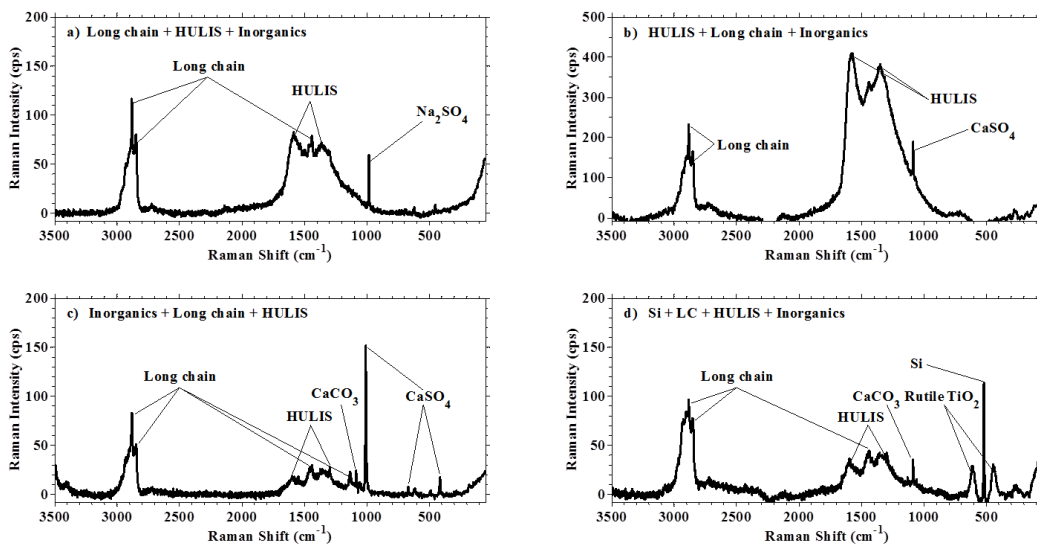 a) Long chain + HULIS + Inorganics
Long chain
HULIS
Na2SO4
Raman Intensity (cps)
200
150
100
50
0
3500 3000 2500 2000 1500 1000 500
Raman Shift (cm-1)
b) HULIS + Long chain + Inorganics
HULIS
CaSO4
Long chain
Raman Intensity (cps)
500
400
300
200
100
0
3500 3000 2500 2000 1500 1000 500
Raman Shift (cm-1)
c) Inorganics + Long chain + HULIS
Long chain
CaCO3
CaSO4
HULIS
Raman Intensity (cps)
200
150
100
50
0
3500 3000 2500 2000 1500 1000 500
Raman Shift (cm-1)
d) Si + LC + HULIS + Inorganics
Si
Long chain
CaCO3 Rutile TiO2
HULIS
Raman Intensity (cps)
200
150
100
50
0
3500 3000 2500 2000 1500 1000 500
Raman Shift (cm-1)